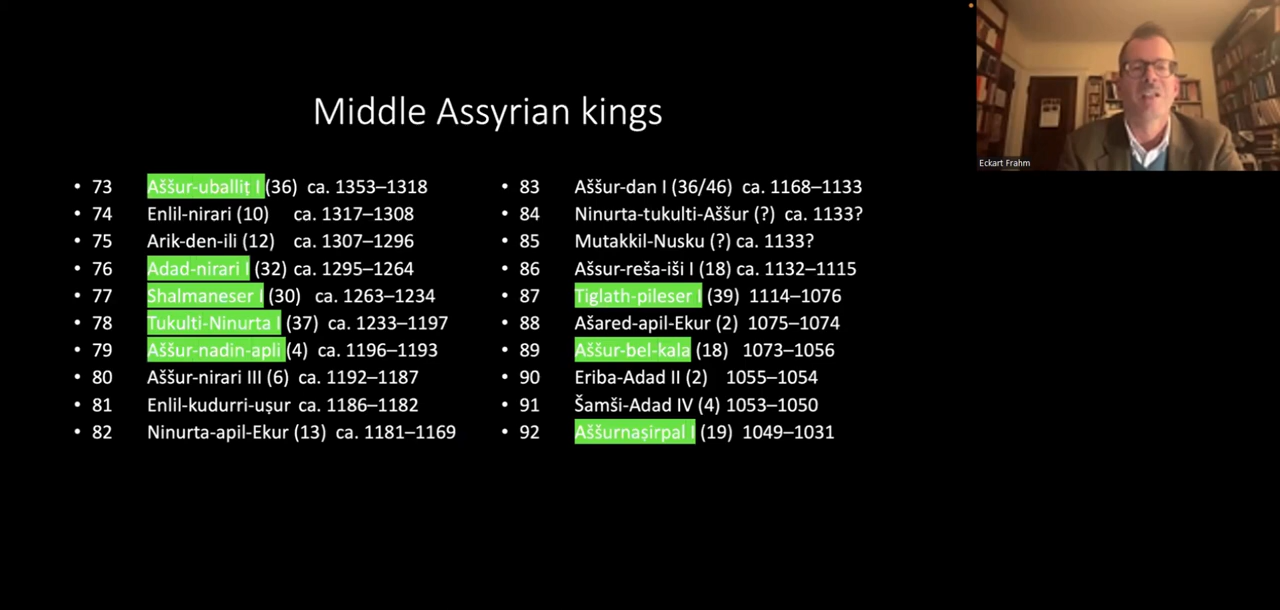 Middle Assyrian kings
• 73 Aššur-uballiṭ I (36) ca. 1353–1318
• 74 Enlil-nirari (10) ca. 1317–1308
• 75 Arik-den-ili (12) ca. 1307–1296
• 76 Adad-nirari I (32) ca. 1295–1264
• 77 Shalmaneser I (30) ca. 1263–1234
• 78 Tukulti-Ninurta I (37) ca. 1233–1197
• 79 Aššur-nadin-apli (4) ca. 1196–1193
• 80 Aššur-nirari III (6) ca. 1192–1187
• 81 Enlil-kudurri-uṣur ca. 1186–1182
• 82 Ninurta-apil-Ekur (13) ca. 1181–1169
• 83 Aššur-dan I (36/46) ca. 1168–1133
• 84 Ninurta-tukulti-Aššur (?) ca. 1133?
• 85 Mutakkil-Nusku (?) ca. 1133?
• 86 Ašsur-reša-iši I (18) ca. 1132–1115
• 87 Tiglath-pileser I (39) 1114–1076
• 88 Ašared-apil-Ekur (2) 1075–1074
• 89 Aššur-bel-kala (18) 1073–1056
• 90 Eriba-Adad II (2) 1055–1054
• 91 Šamši-Adad IV (4) 1053–1050
• 92 Aššurnaṣirpal I (19) 1049–1031
Eckart Frahm